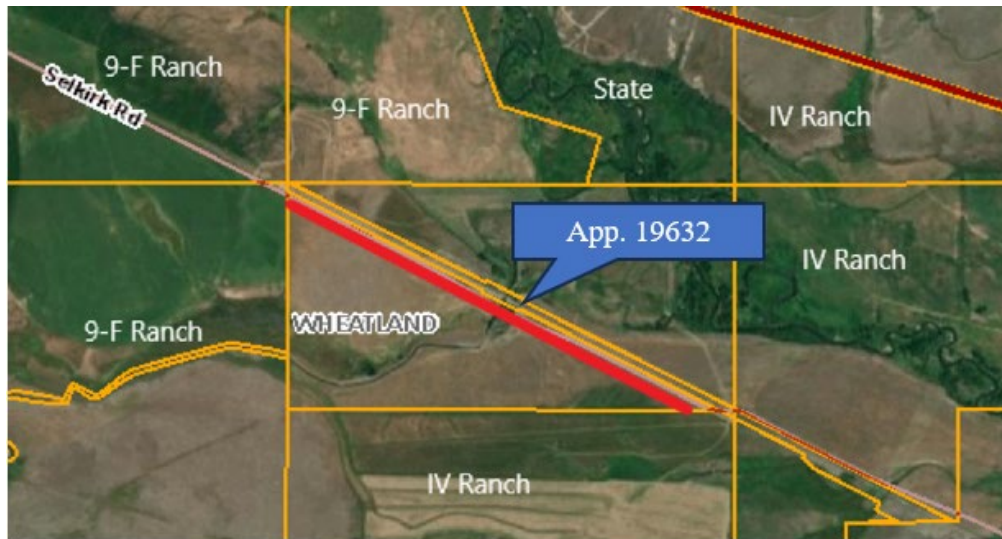 9-F Ranch
Selkirk Rd
9-F Ranch
State
IV Ranch
App. 19632
IV Ranch
WHEATLAND
9-F Ranch
IV Ranch